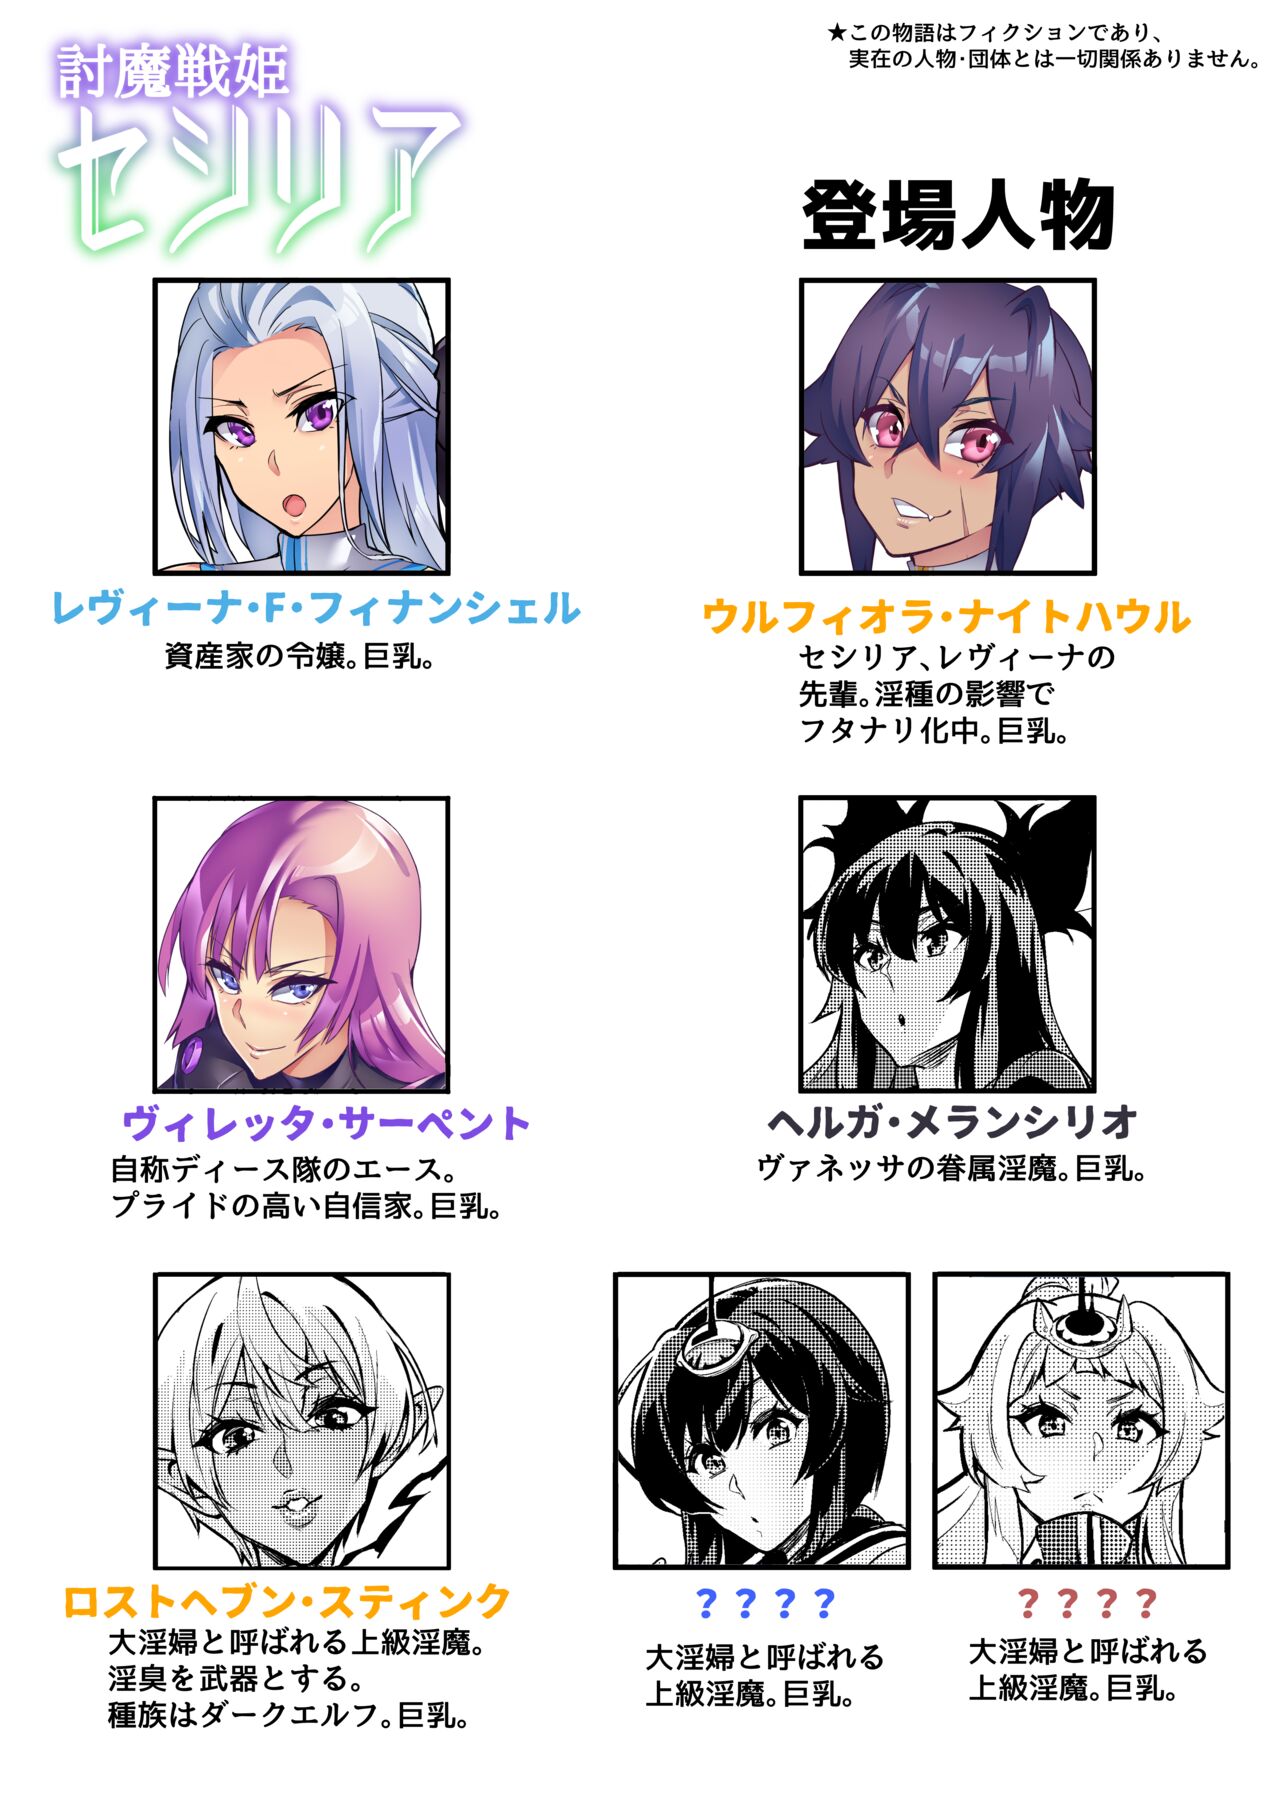 討魔戦姫
セシリア
★この物語はフィクションであり、
実在の人物・団体とは一切関係ありません。
登場人物
レヴィーナ・F・フィナンシェル
資産家の令嬢。巨乳。
ウルフィオラ・ナイトハウル
セシリア、レヴィーナの
先輩。淫種の影響で
フタナリ化中。巨乳。
ヴィレッタ・サーペント
自称ディース隊のエース。
プライドの高い自信家。巨乳。
ヘルガ・メランシリオ
ヴァネッサの眷属淫魔。巨乳。
ロストヘブン・スティンク
大淫婦と呼ばれる上級淫魔。
淫臭を武器とする。
種族はダークエルフ。巨乳。
????
大淫婦と呼ばれる
上級淫魔。巨乳。
????
大淫婦と呼ばれる
上級淫魔。巨乳。